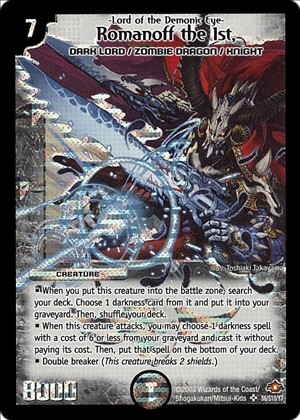 -Lord of the Demonic Eye-
7
Romanoff the 1st,
DARK LORD / ZOMBIE DRAGON / KNIGHT
illus. Toshiaki Takayama
CREATURE
■When you put this creature into the battle zone, search
your deck. Choose 1 darkness card from it and put it into your
graveyard. Then, shuffle your deck.
■ When this creature attacks, you may choose 1 darkness spell
with a cost of 6 or less from your graveyard and cast it without
paying its cost. Then, put that spell on the bottom of your deck.
■ Double breaker (This creature breaks 2 shields.)
8000
1
©2008 Wizards of the Coast/
Shogakukan/Mitsui-Kids
S6/S10/Y7